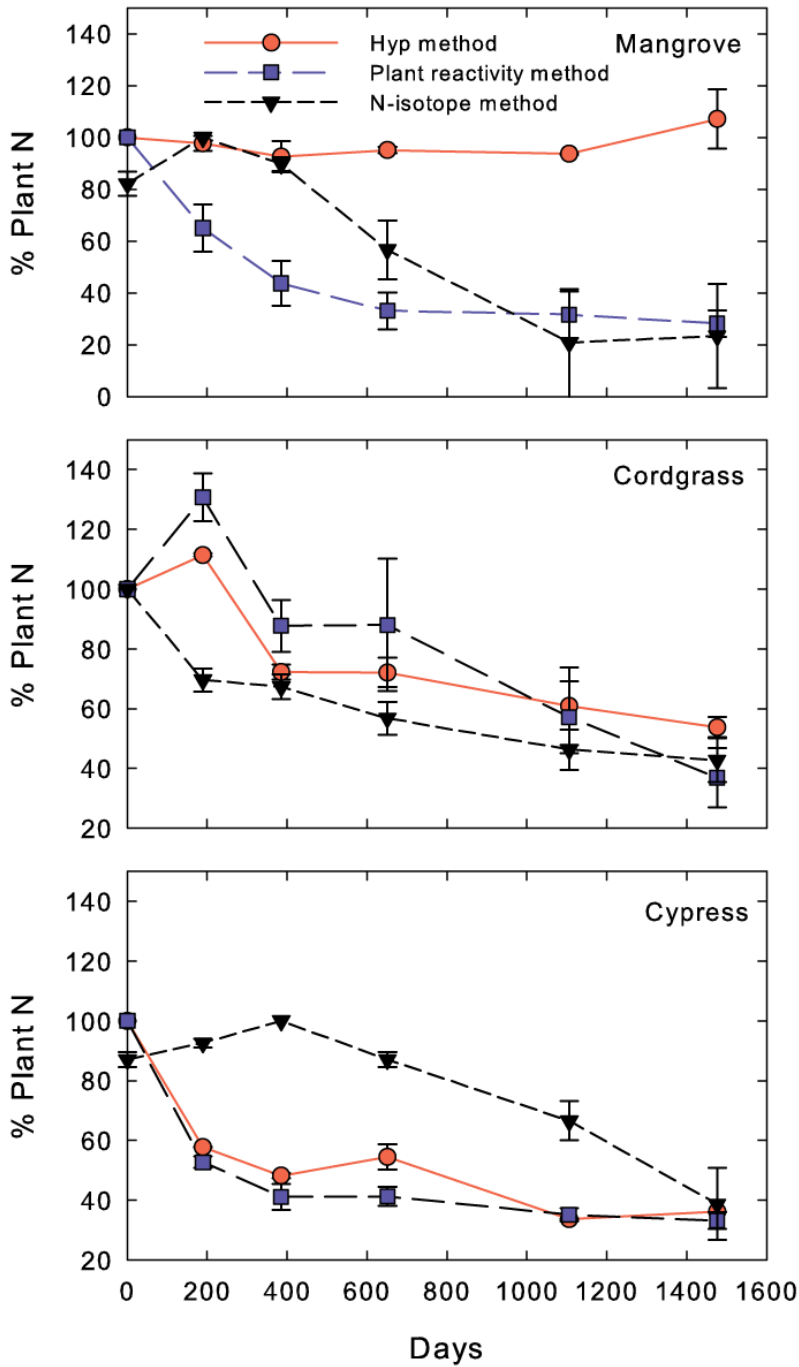 140
120
100
80
60
40
20
0
% Plant N
Hyp method
Plant reactivity method
N-isotope method
Mangrove
140
120
100
80
60
40
20
% Plant N
Cordgrass
140
120
100
80
60
40
20
% Plant N
Cypress
0 200 400 600 800 1000 1200 1400 1600
Days